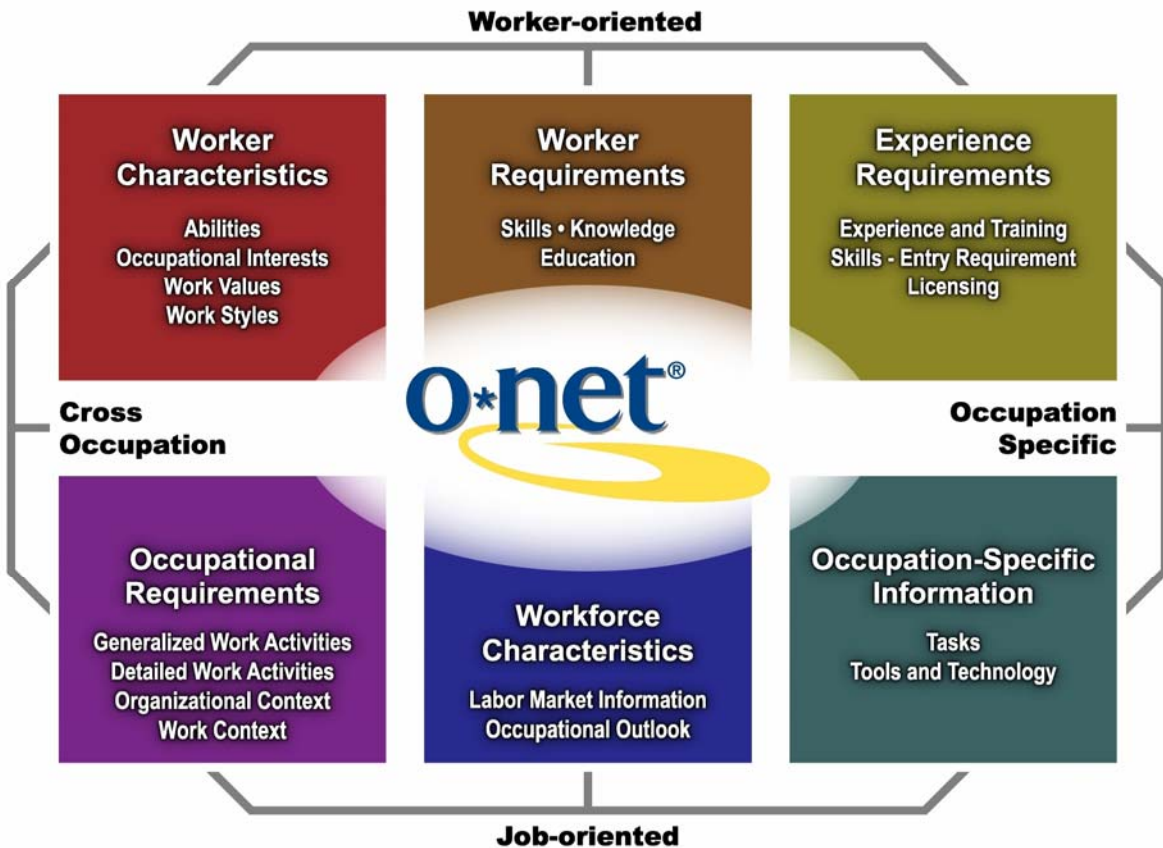 Worker-oriented
Worker
Characteristics
Abilities
Occupational Interests
Work Values
Work Styles
Worker
Requirements
Skills • Knowledge
Education
Experience
Requirements
Experience and Training
Skills - Entry Requirement
Licensing
o*net®
Cross
Occupation
Occupation
Specific
Occupational
Requirements
Generalized Work Activities
Detailed Work Activities
Organizational Context
Work Context
Workforce
Characteristics
Labor Market Information
Occupational Outlook
Occupation-Specific
Information
Tasks
Tools and Technology
Job-oriented